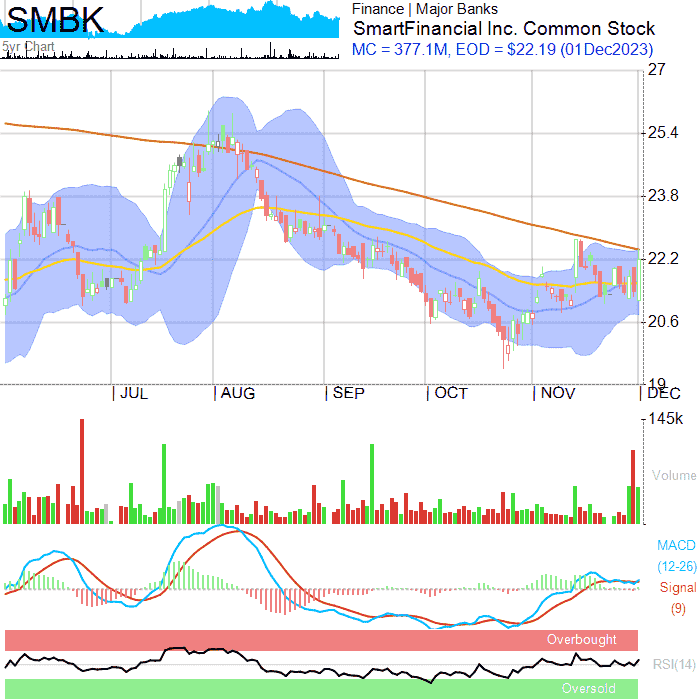 SMBK
5yr Chart
Finance | Major Banks
SmartFinancial Inc. Common Stock
MC = 377.1M, EOD = $22.19 (01Dec2023)
27
25.4
23.8
22.2
20.6
19
JUL AUG SEP OCT NOV DEC
145k
Volume
MACD
(12-26)
Signal
(9)
Overbought
RSI(14)
Oversold